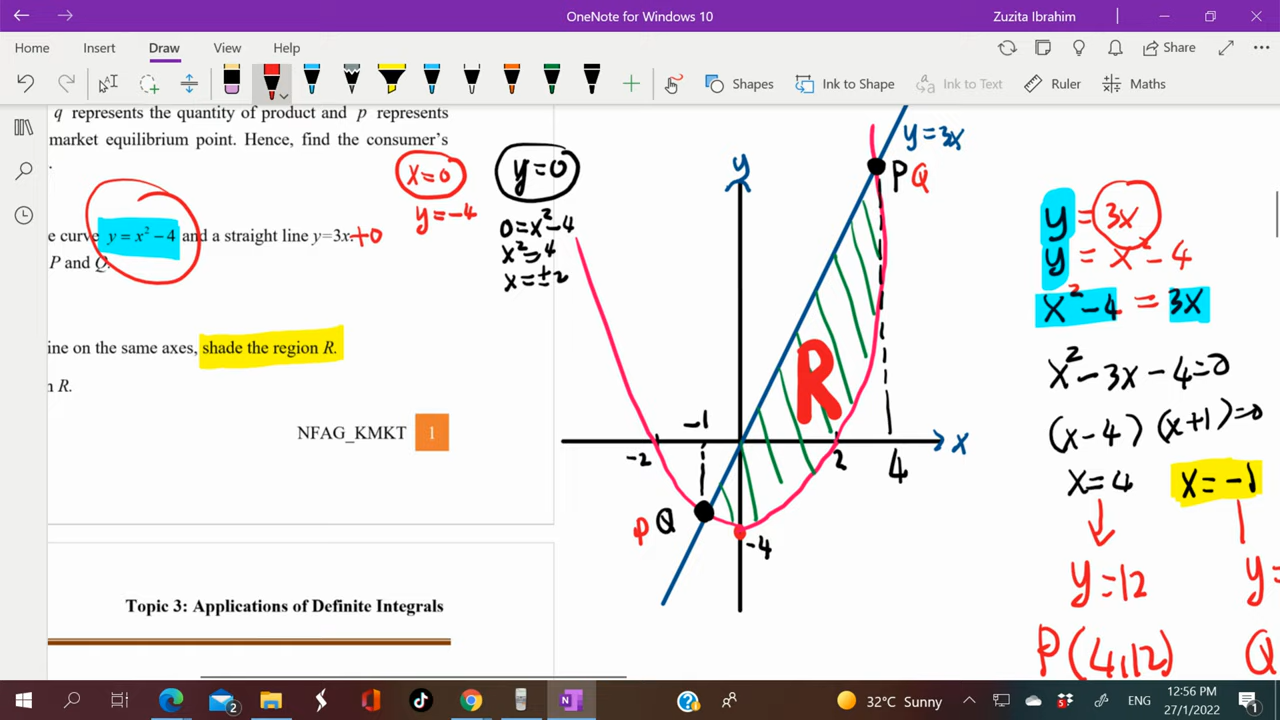 OneNote for Windows 10
Zuzita Ibrahim
Home Insert Draw View Help
Share
Shapes Ink to Shape Ink to Text Ruler Maths
q represents the quantity of product and p represents
market equilibrium point. Hence, find the consumer's
e curve y = x² − 4 and a straight line y=3x.+0
P and Q.
ine on the same axes, shade the region R.
n R.
NFAG_KMKT 1
Topic 3: Applications of Definite Integrals
x=0
y=-4
y=0
0=x²-4
x²=4
x=±2
y=3x
y
P Q
R
-1
-2
2
4
x
P Q
-4
y = 3x
y = x²-4
x²-4 = 3x
x²-3x-4=0
(x-4) (x+1)=0
x=4 x=-1
y=12 y=
P(4,12) Q
2
32°C Sunny
ENG
12:56 PM
27/1/2022
1